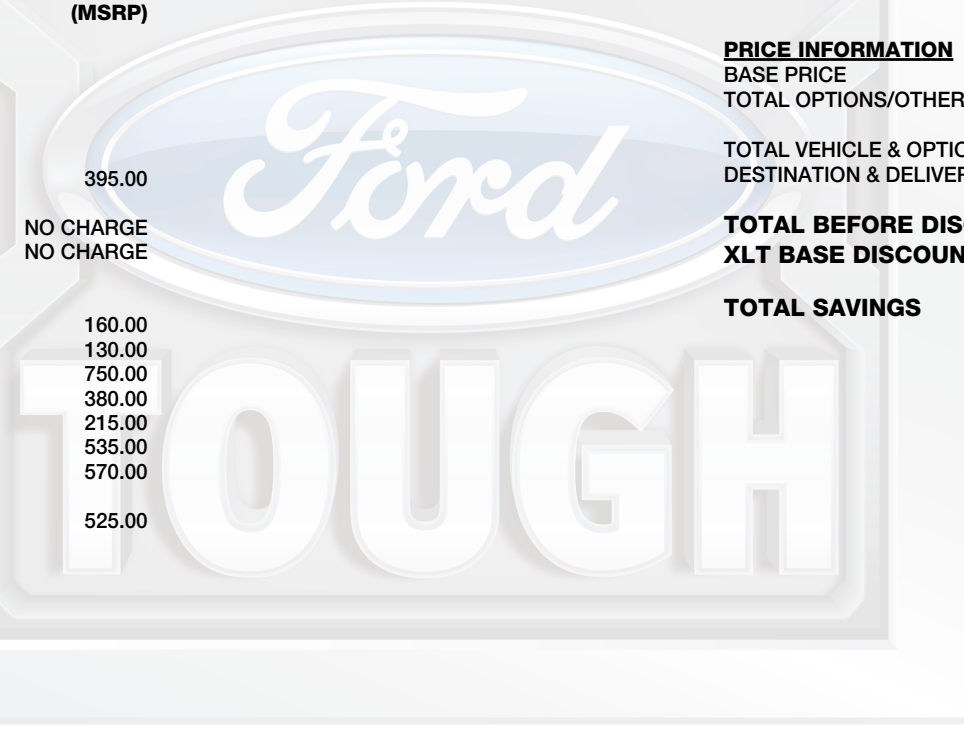 (MSRP)
395.00
NO CHARGE
NO CHARGE
160.00
130.00
750.00
380.00
215.00
535.00
570.00
525.00
PRICE INFORMATION
BASE PRICE
TOTAL OPTIONS/OTHER
TOTAL VEHICLE & OPTIO
DESTINATION & DELIVER
TOTAL BEFORE DISC
XLT BASE DISCOUN
TOTAL SAVINGS
Ford
TOUGH